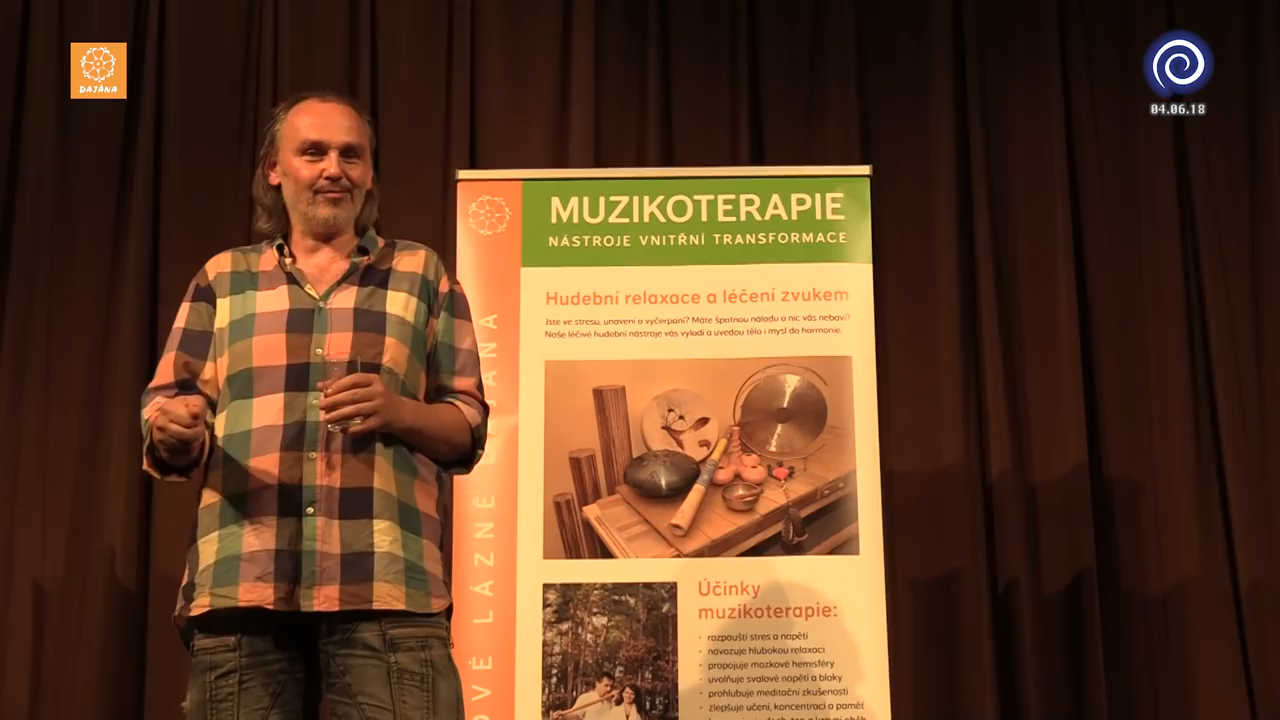 DAJÁNA
04.06.18
MUZIKOTERAPIE
NÁSTROJE VNITŘNÍ TRANSFORMACE
Hudební relaxace a léčení zvukem
Jste ve stresu, unavení a vyčerpaní? Máte špatnou náladu a nic vás nebaví?
Naše léčivé hudební nástroje vás vyladí a uvedou tělo i mysl do harmonie.
OVÉ LÁZNĚ DAJÁNA
Účinky
muzikoterapie:
• rozpouští stres a napětí
• navozuje hlubokou relaxaci
• propojuje mozkové hemisféry
• uvolňuje svalové napětí a bloky
• prohlubuje meditační zkušenosti
• zlepšuje učení, koncentraci a paměť